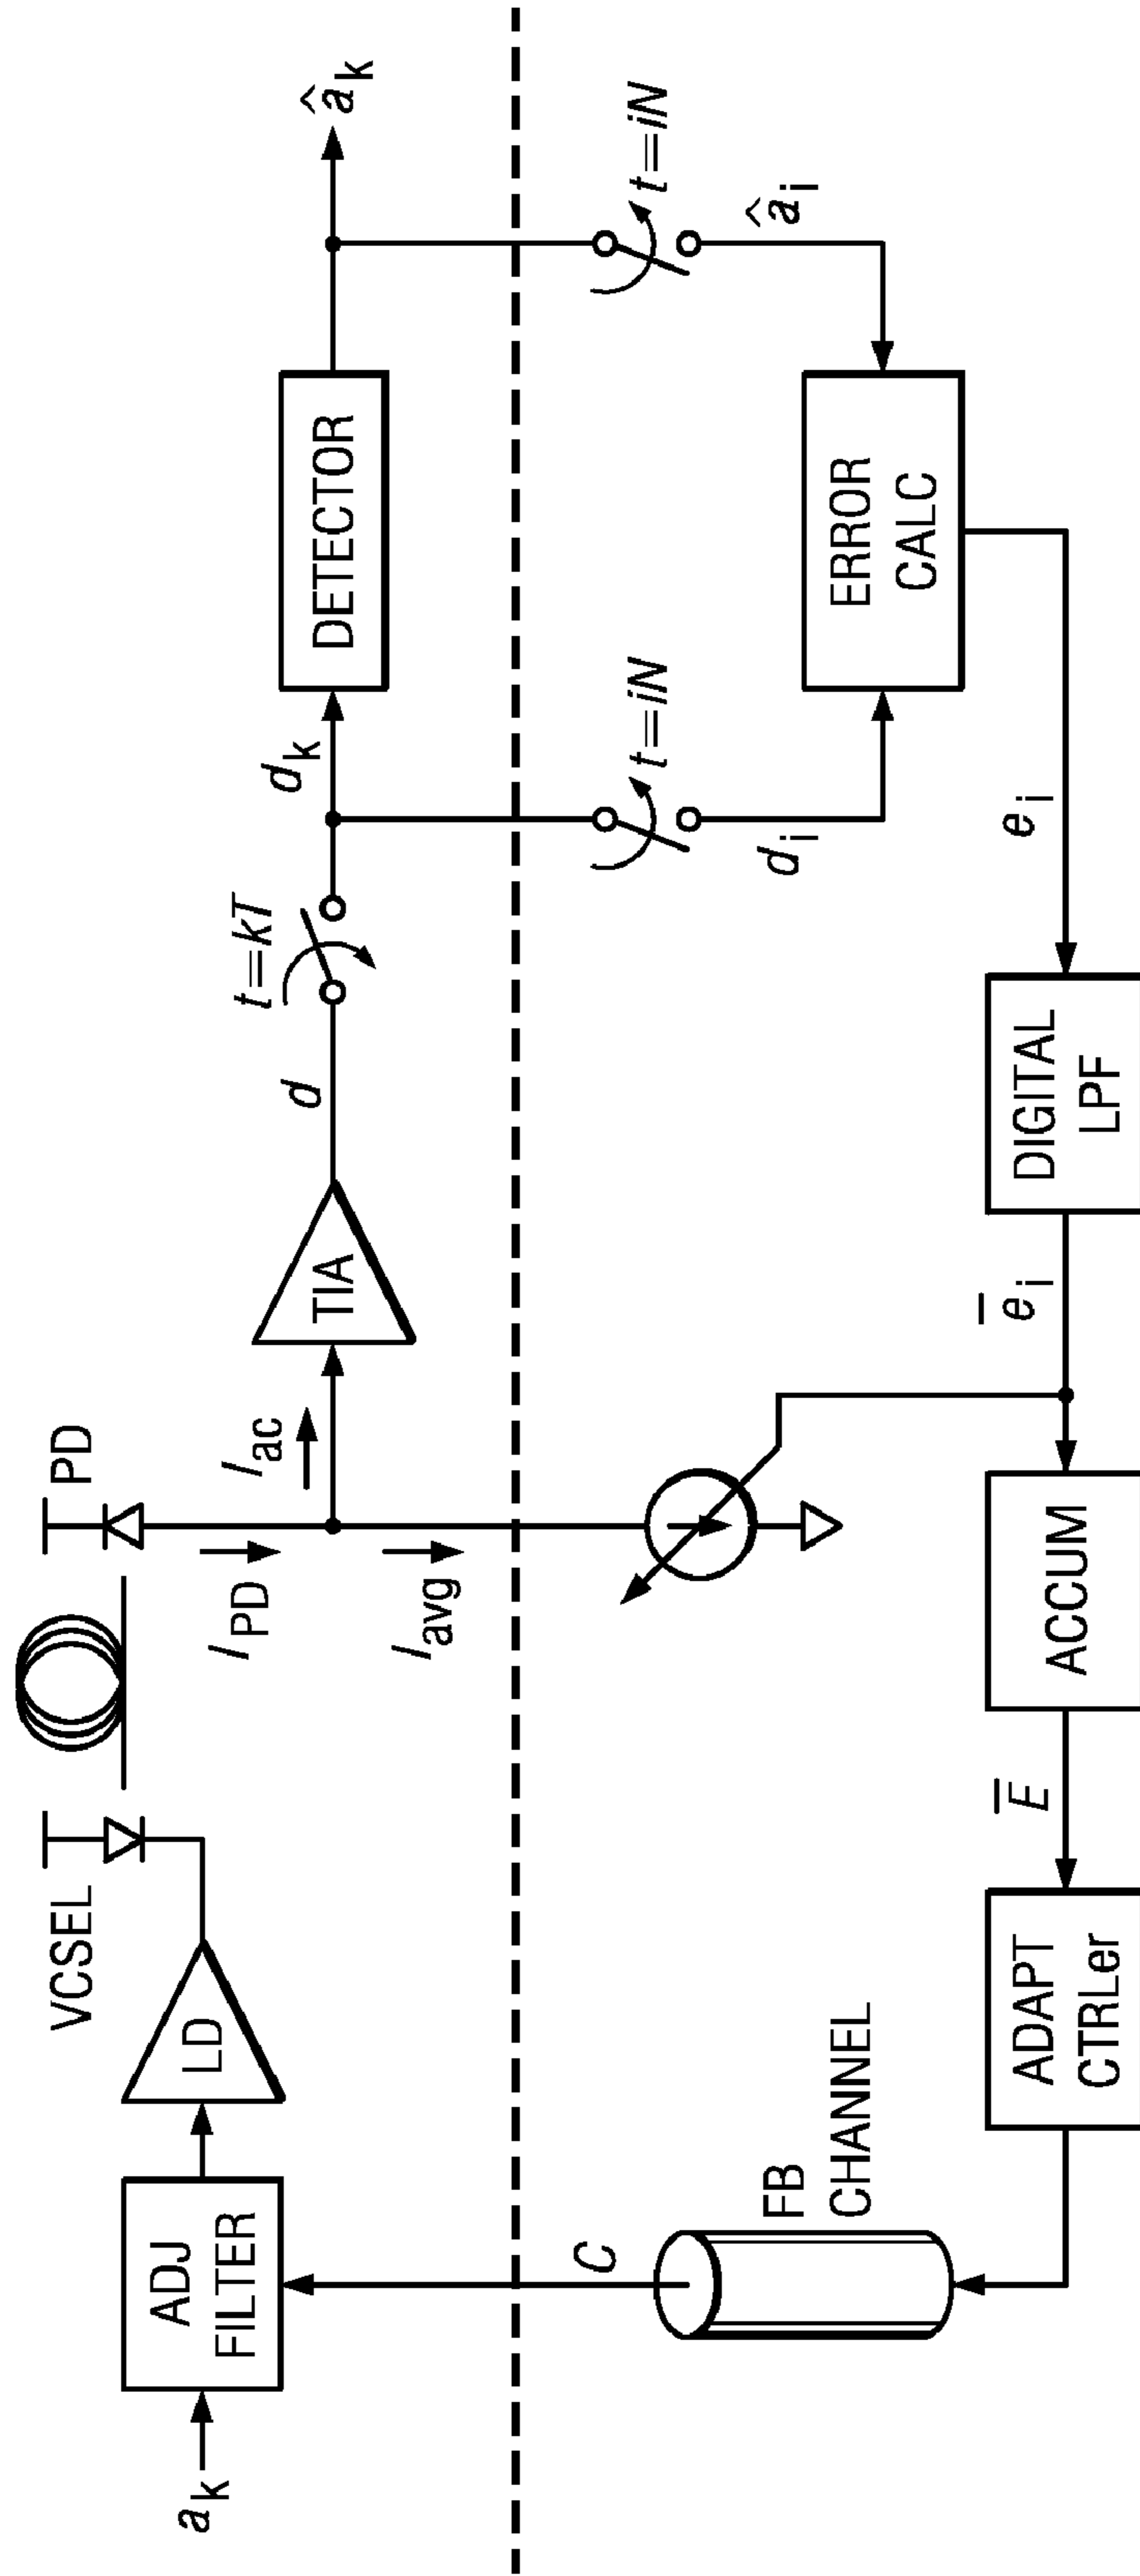 a_k
ADJ
FILTER
LD
VCSEL
PD
I_PD
I_ac
I_avg
TIA
d
t=kT
d_k
DETECTOR
â_k
t=iN
t=iN
d_i
â_i
ERROR
CALC
e_i
DIGITAL
LPF
e̅_i
ACCUM
E̅
ADAPT
CTRLer
FB
CHANNEL
C